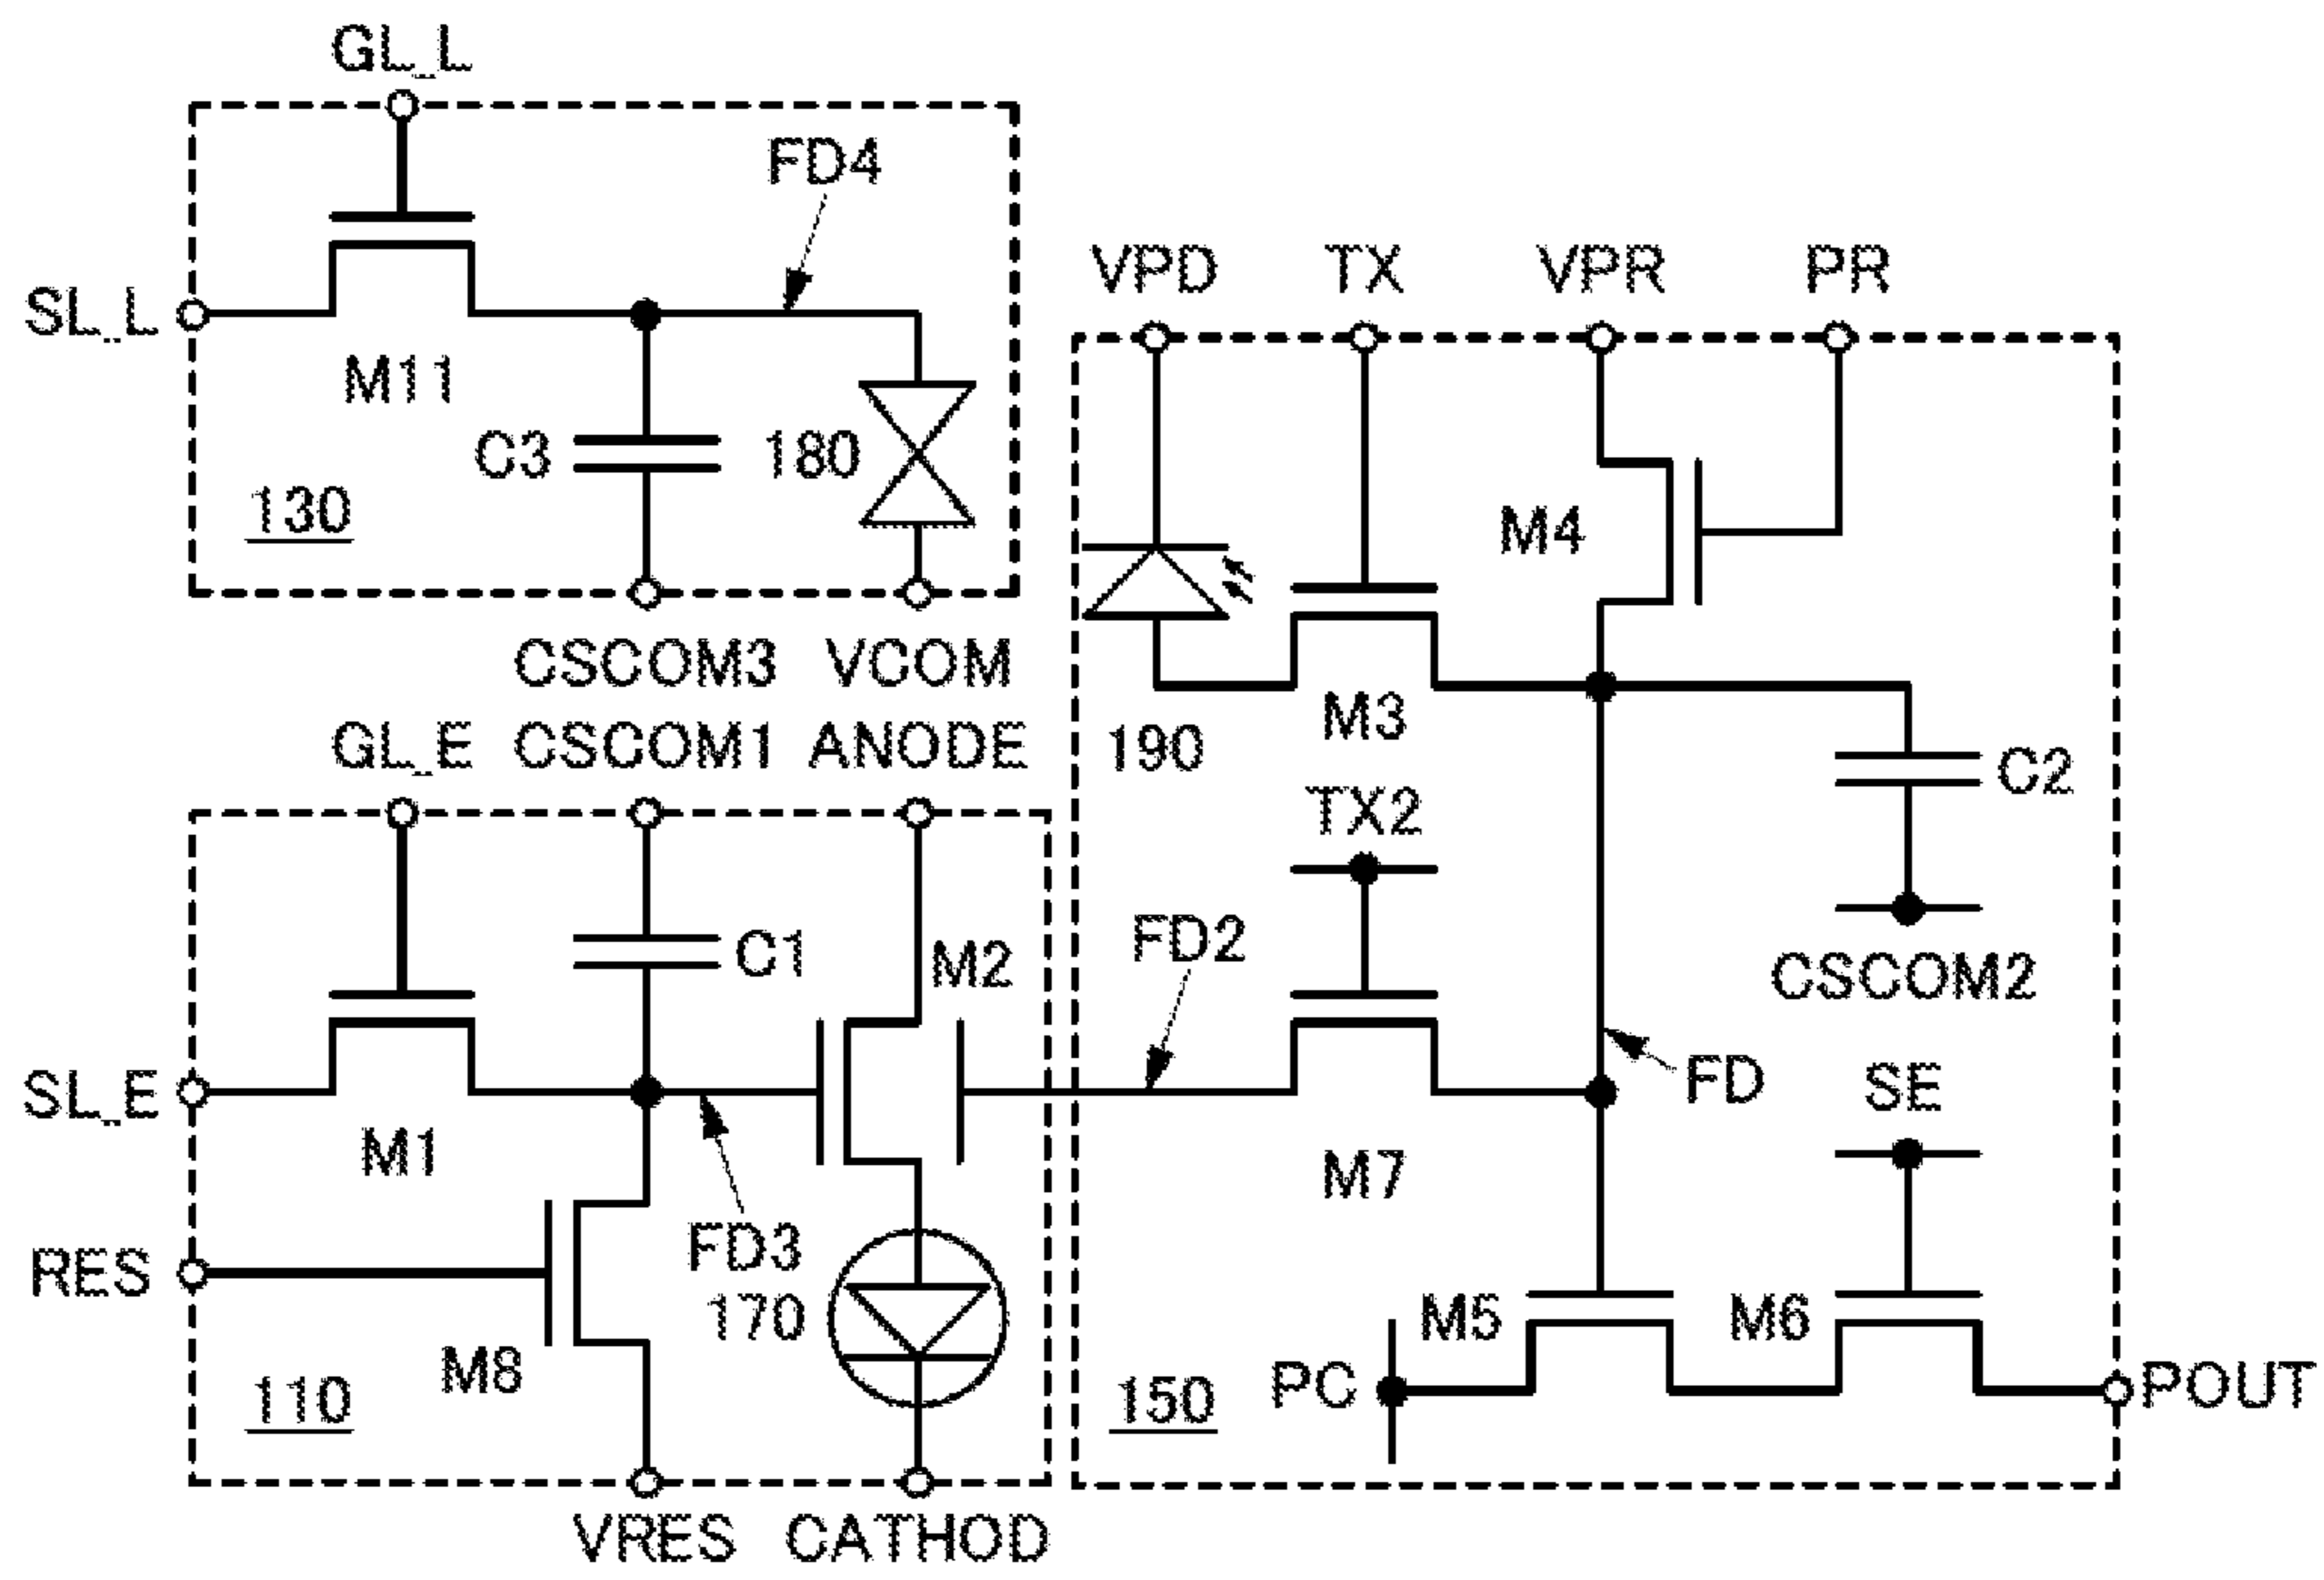 GL_L
FD4
SL_L
M11
C3
180
130
CSCOM3 VCOM
VPD TX VPR PR
M4
M3
190
C2
TX2
CSCOM2
FD2
FD
SE
M7
M5
M6
PC
POUT
150
GL_E CSCOM1 ANODE
C1
M2
SL_E
M1
FD3
RES
170
M8
110
VRES CATHOD